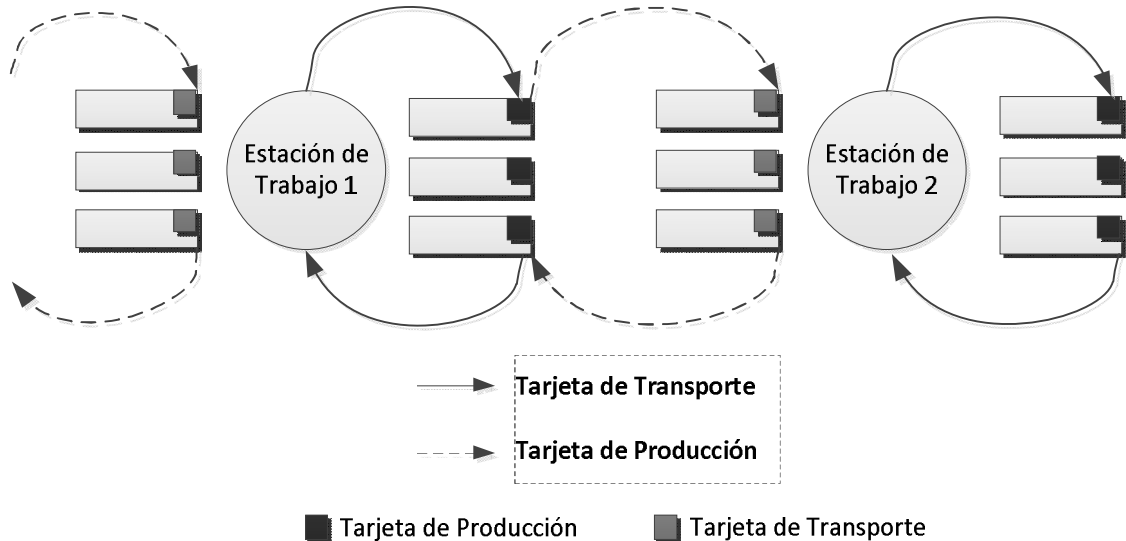 Estación de
Trabajo 1
Estación de
Trabajo 2
Tarjeta de Transporte
Tarjeta de Producción
Tarjeta de Producción
Tarjeta de Transporte